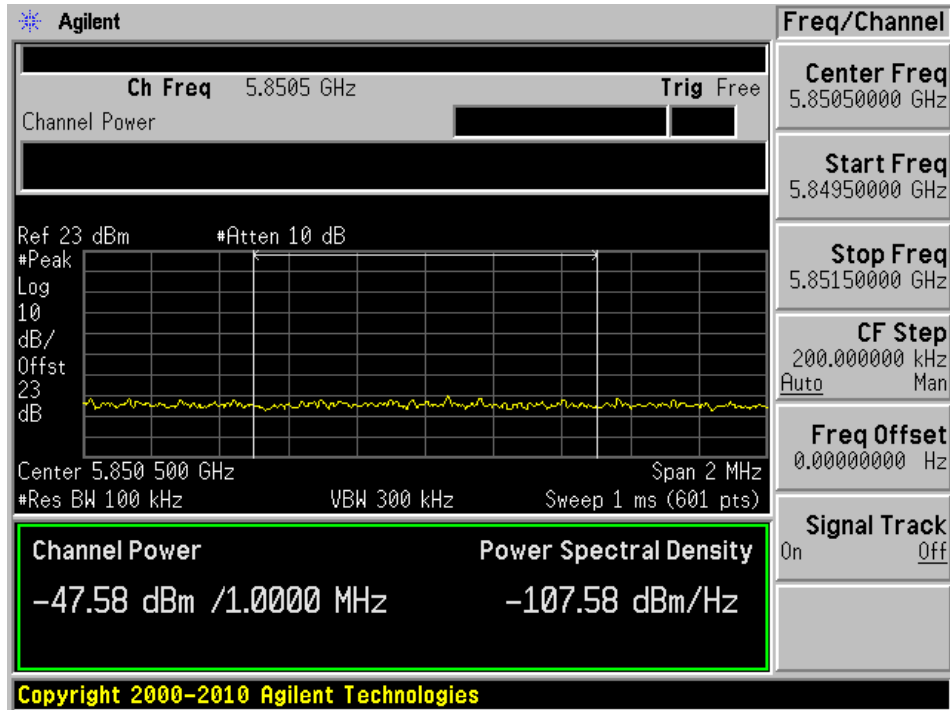 Agilent
Freq/Channel
Ch Freq 5.8505 GHz Trig Free
Channel Power
Ref 23 dBm #Atten 10 dB
#Peak
Log
10
dB/
Offst
23
dB
Center 5.850 500 GHz Span 2 MHz
#Res BW 100 kHz VBW 300 kHz Sweep 1 ms (601 pts)
Channel Power Power Spectral Density
-47.58 dBm /1.0000 MHz -107.58 dBm/Hz
Center Freq
5.85050000 GHz
Start Freq
5.84950000 GHz
Stop Freq
5.85150000 GHz
CF Step
200.000000 kHz
Auto Man
Freq Offset
0.00000000 Hz
Signal Track
On Off
Copyright 2000-2010 Agilent Technologies